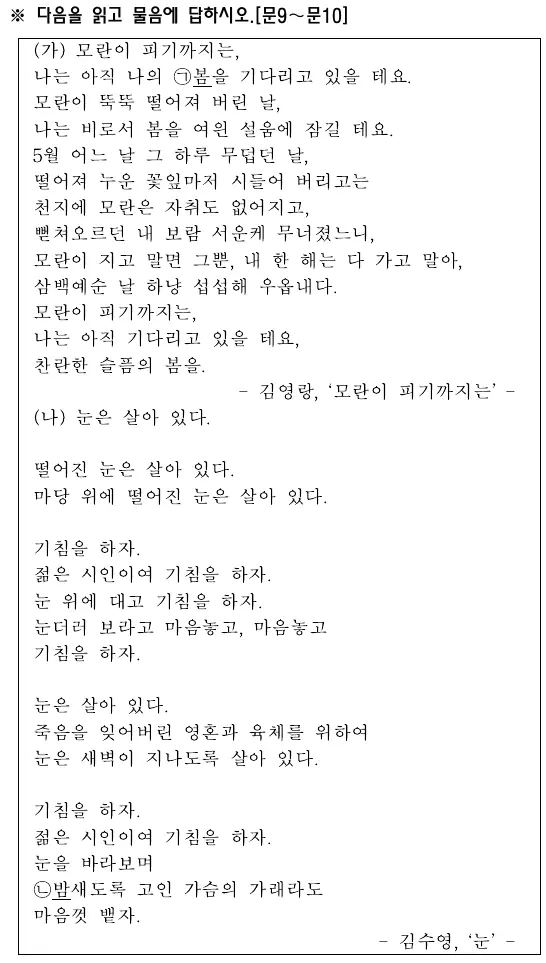 ※ 다음을 읽고 물음에 답하시오.[문9～문10]
(가) 모란이 피기까지는,
나는 아직 나의 ㉠봄을 기다리고 있을 테요.
모란이 뚝뚝 떨어져 버린 날,
나는 비로서 봄을 여읜 설움에 잠길 테요.
5월 어느 날 그 하루 무덥던 날,
떨어져 누운 꽃잎마저 시들어 버리고는
천지에 모란은 자취도 없어지고,
뻗쳐오르던 내 보람 서운케 무너졌느니,
모란이 지고 말면 그뿐, 내 한 해는 다 가고 말아,
삼백예순 날 하냥 섭섭해 우옵내다.
모란이 피기까지는,
나는 아직 기다리고 있을 테요,
찬란한 슬픔의 봄을.
- 김영랑, ‘모란이 피기까지는’ -
(나) 눈은 살아 있다.
떨어진 눈은 살아 있다.
마당 위에 떨어진 눈은 살아 있다.
기침을 하자.
젊은 시인이여 기침을 하자.
눈 위에 대고 기침을 하자.
눈더러 보라고 마음놓고, 마음놓고
기침을 하자.
눈은 살아 있다.
죽음을 잊어버린 영혼과 육체를 위하여
눈은 새벽이 지나도록 살아 있다.
기침을 하자.
젊은 시인이여 기침을 하자.
눈을 바라보며
㉡밤새도록 고인 가슴의 가래라도
마음껏 뱉자.
- 김수영, ‘눈’ -